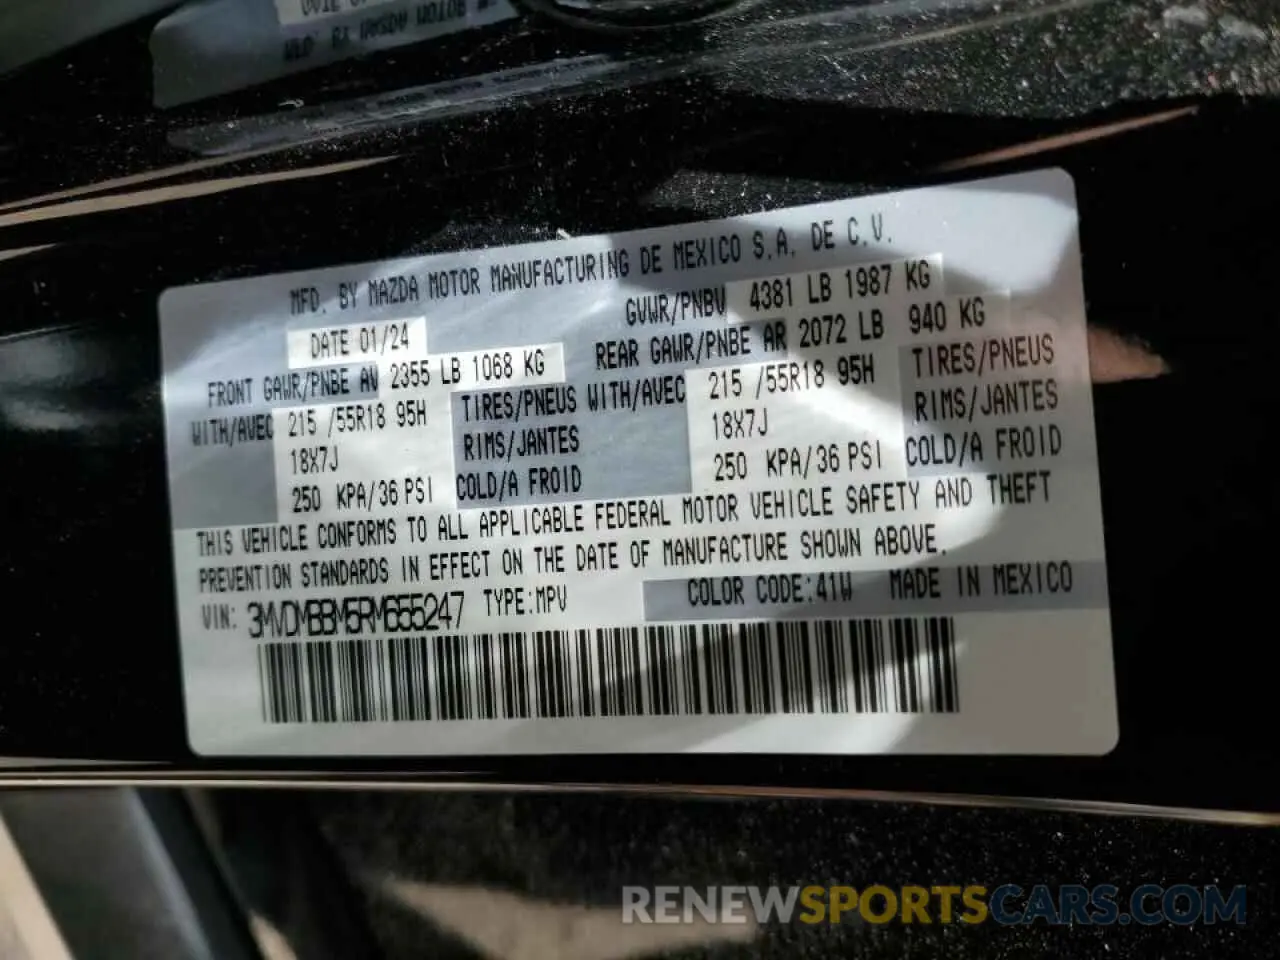 MFD. BY MAZDA MOTOR MANUFACTURING DE MEXICO S.A. DE C.V.
DATE 01/24
GVWR/PNBV 4381 LB 1987 KG
FRONT GAWR/PNBE AV 2355 LB 1068 KG
REAR GAWR/PNBE AR 2072 LB 940 KG
WITH/AVEC 215 /55R18 95H TIRES/PNEUS WITH/AVEC 215 /55R18 95H TIRES/PNEUS
18X7J RIMS/JANTES 18X7J RIMS/JANTES
250 KPA/36 PSI COLD/A FROID 250 KPA/36 PSI COLD/A FROID
THIS VEHICLE CONFORMS TO ALL APPLICABLE FEDERAL MOTOR VEHICLE SAFETY AND THEFT
PREVENTION STANDARDS IN EFFECT ON THE DATE OF MANUFACTURE SHOWN ABOVE.
VIN: 3MVDMBBM5RM655247 TYPE:MPV COLOR CODE:41W MADE IN MEXICO
RENEWSPORTSCARS.COM